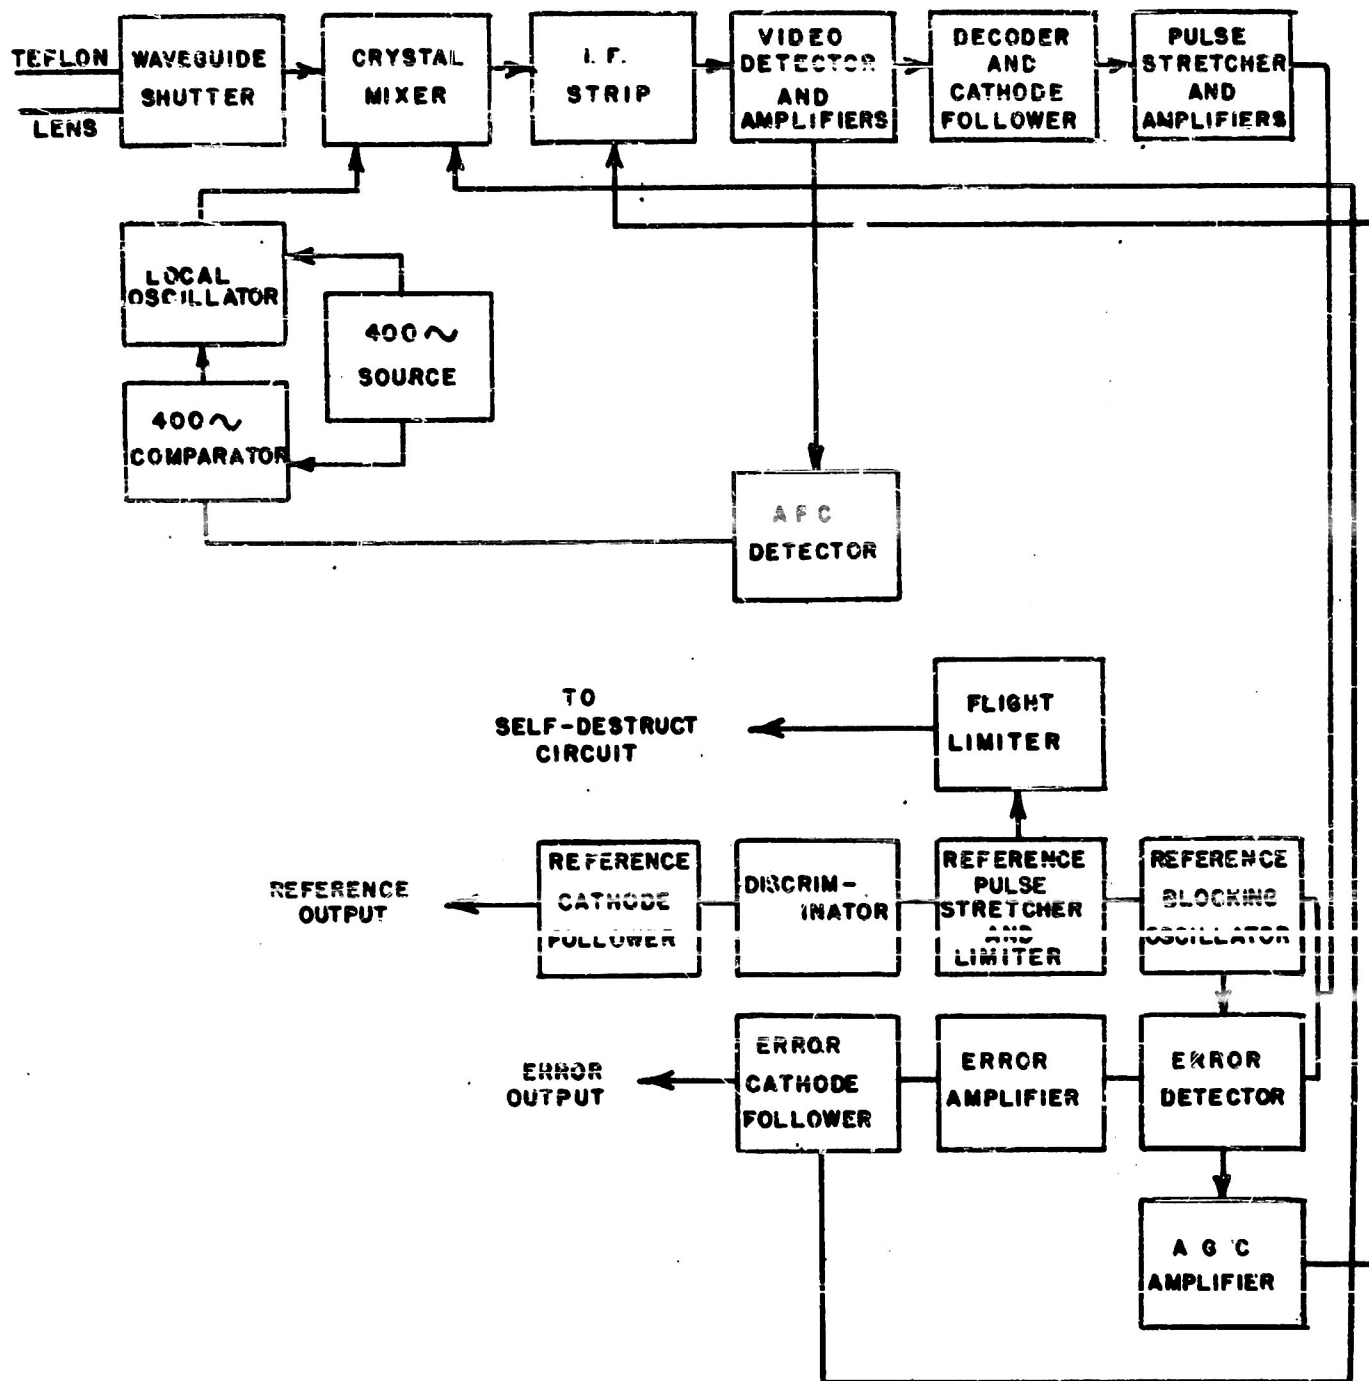 TEFLON
LENS
WAVEGUIDE
SHUTTER
CRYSTAL
MIXER
I. F.
STRIP
VIDEO
DETECTOR
AND
AMPLIFIERS
DECODER
AND
CATHODE
FOLLOWER
PULSE
STRETCHER
AND
AMPLIFIERS
LOCAL
OSCILLATOR
400~
SOURCE
400~
COMPARATOR
AFC
DETECTOR
TO
SELF-DESTRUCT
CIRCUIT
FLIGHT
LIMITER
REFERENCE
OUTPUT
REFERENCE
CATHODE
FOLLOWER
DISCRIM-
INATOR
REFERENCE
PULSE
STRETCHER
AND
LIMITER
REFERENCE
BLOCKING
OSCILLATOR
ERROR
OUTPUT
ERROR
CATHODE
FOLLOWER
ERROR
AMPLIFIER
ERROR
DETECTOR
AGC
AMPLIFIER